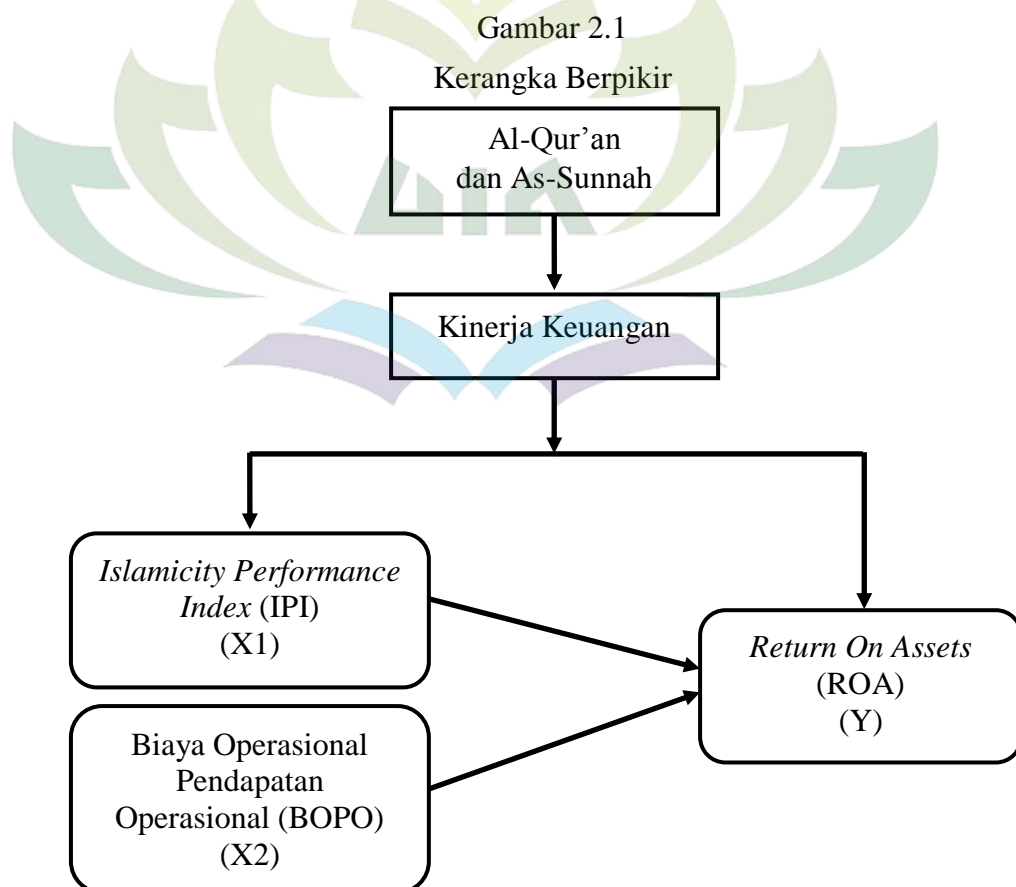 Gambar 2.1
Kerangka Berpikir
Al-Qur’an
dan As-Sunnah
Kinerja Keuangan
Islamicity Performance
Index (IPI)
(X1)
Return On Assets
(ROA)
(Y)
Biaya Operasional
Pendapatan
Operasional (BOPO)
(X2)